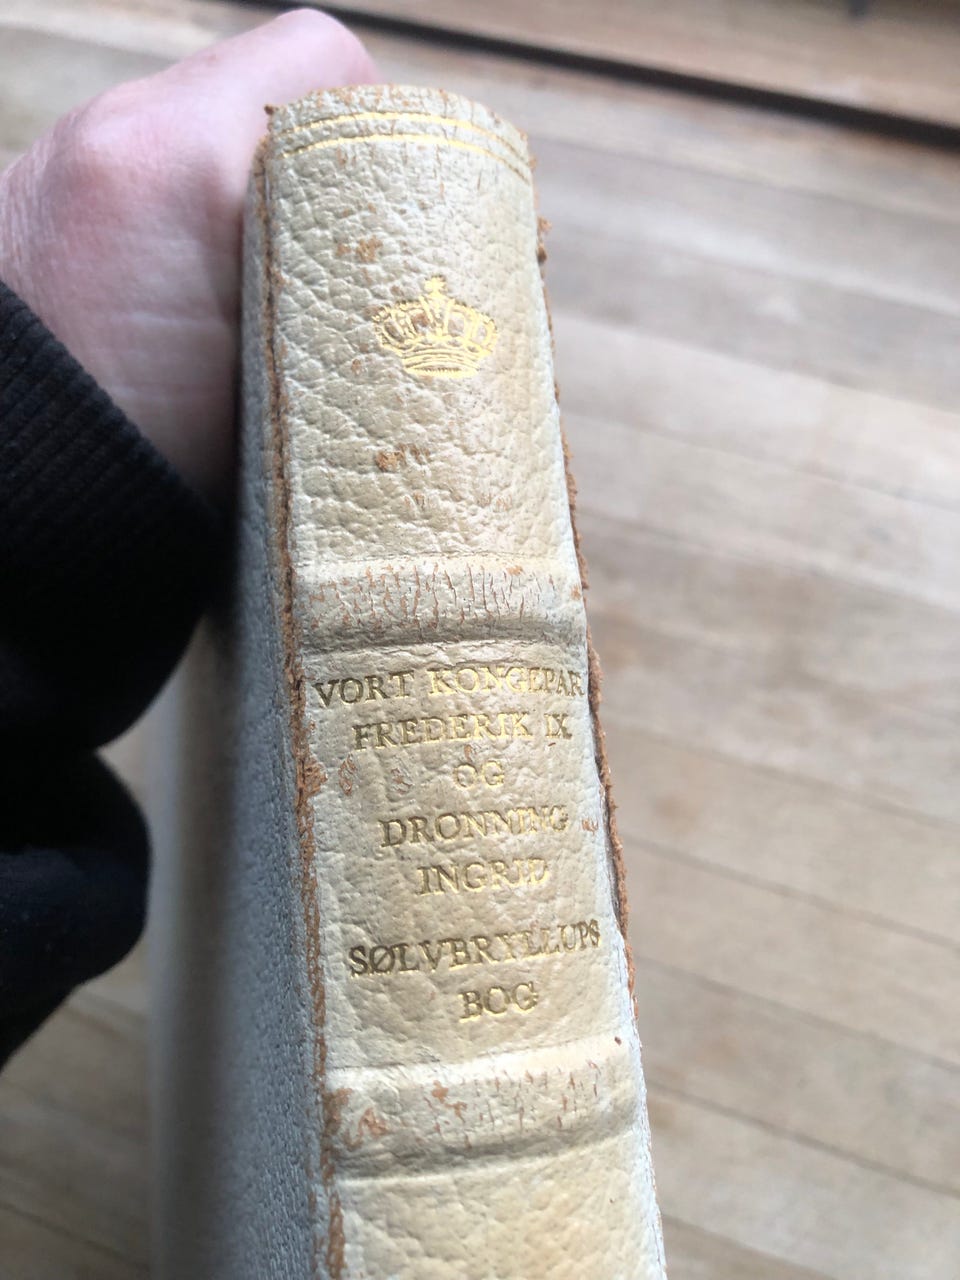 VORT KONGEPAR
FREDERIK IX
OG
DRONNING
INGRID
SØLVBRYLLUPS
BOG